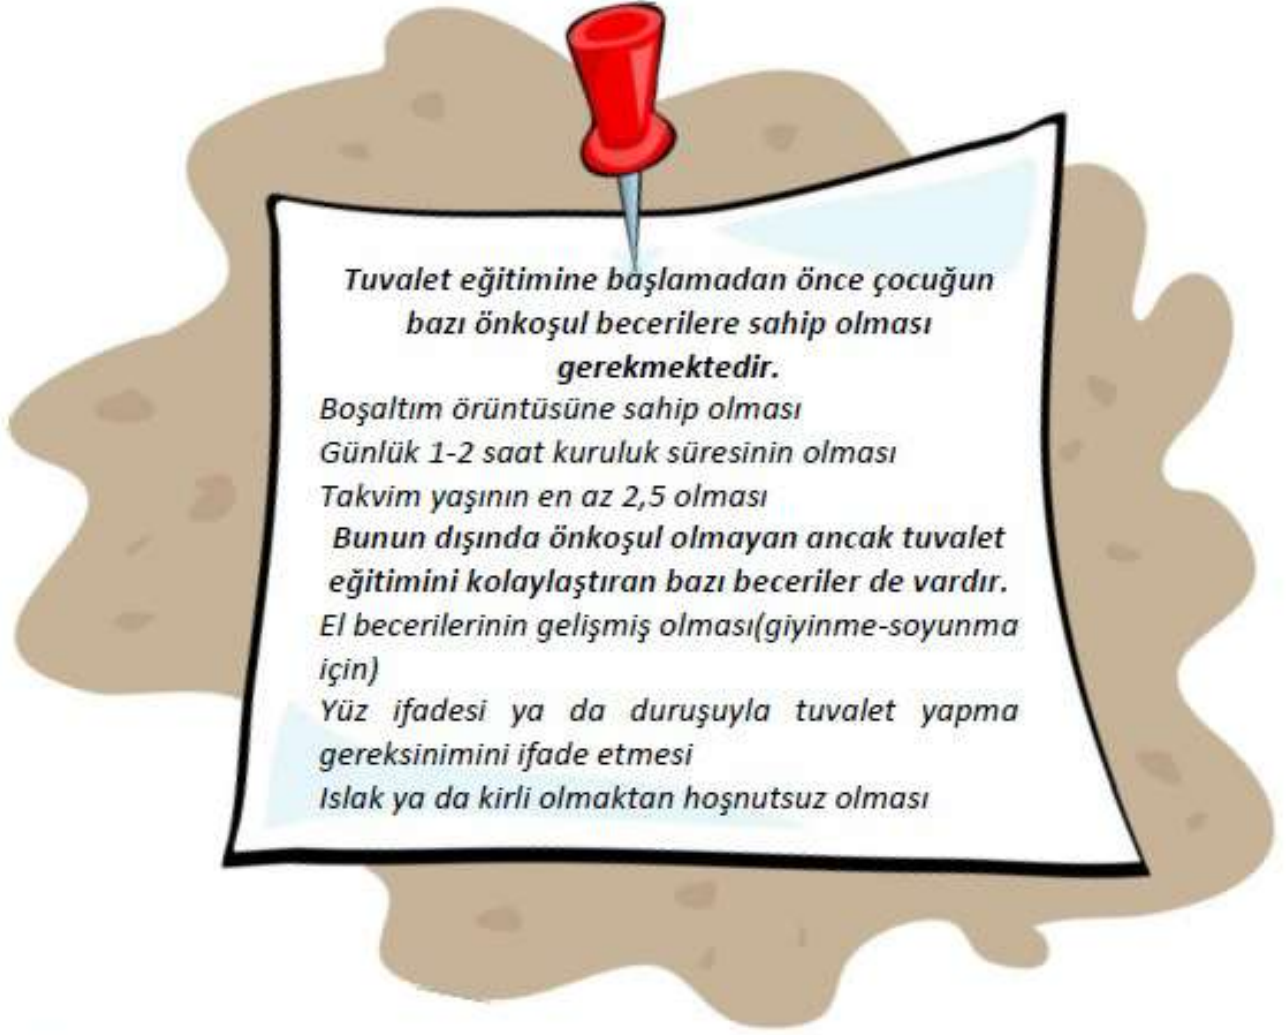 Tuvalet eğitimine başlamadan önce çocuğun
bazı önkoşul becerilere sahip olması
gerekmektedir.
Boşaltım örüntüsüne sahip olması
Günlük 1-2 saat kuruluk süresinin olması
Takvim yaşının en az 2,5 olması
Bunun dışında önkoşul olmayan ancak tuvalet
eğitimini kolaylaştıran bazı beceriler de vardır.
El becerilerinin gelişmiş olması(giyinme-soyunma
için)
Yüz ifadesi ya da duruşuyla tuvalet yapma
gereksinimini ifade etmesi
Islak ya da kirli olmaktan hoşnutsuz olması